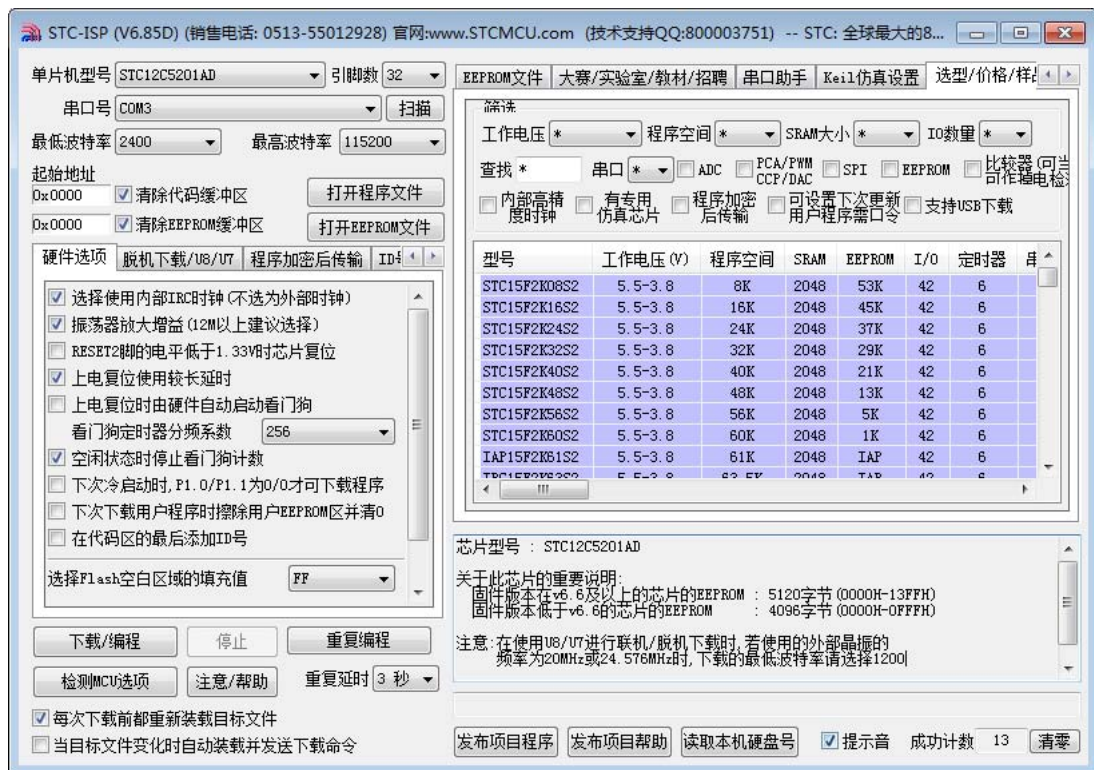 STC-ISP (V6.85D) (销售电话: 0513-55012928) 官网:www.STCMCU.com (技术支持QQ:800003751) -- STC: 全球最大的8...
单片机型号 STC12C5201AD 引脚数 32
串口号 COM3 扫描
最低波特率 2400 最高波特率 115200
起始地址
0x0000 清除代码缓冲区 打开程序文件
0x0000 清除EEPROM缓冲区 打开EEPROM文件
硬件选项 脱机下载/U8/U7 程序加密后传输
选择使用内部IRC时钟(不选为外部时钟)
振荡器放大增益(12M以上建议选择)
RESET2脚的电平低于1.33V时芯片复位
上电复位使用较长延时
上电复位时由硬件自动启动看门狗
看门狗定时器分频系数 256
空闲状态时停止看门狗计数
下次冷启动时,P1.0/P1.1为0/0才可下载程序
下次下载用户程序时擦除用户EEPROM区并清0
在代码区的最后添加ID号
选择Flash空白区域的填充值 FF
下载/编程 停止 重复编程
检测MCU选项 注意/帮助 重复延时 3 秒
每次下载前都重新装载目标文件
当目标文件变化时自动装载并发送下载命令
EEPROM文件 大赛/实验室/教材/招聘 串口助手 Keil仿真设置 选型/价格/样
筛选
工作电压 * 程序空间 * SRAM大小 * IO数量 *
查找 * 串口 * ADC PCA/PWM SPI EEPROM 比较器(可当
CCP/DAC 可作掉电检
内部高精 有专用 程序加密 可设置下次更新 支持USB下载
度时钟 仿真芯片 后传输 用户程序需口令
型号 工作电压(V) 程序空间 SRAM EEPROM I/O 定时器
STC15F2K08S2 5.5-3.8 8K 2048 53K 42 6
STC15F2K16S2 5.5-3.8 16K 2048 45K 42 6
STC15F2K24S2 5.5-3.8 24K 2048 37K 42 6
STC15F2K32S2 5.5-3.8 32K 2048 29K 42 6
STC15F2K40S2 5.5-3.8 40K 2048 21K 42 6
STC15F2K48S2 5.5-3.8 48K 2048 13K 42 6
STC15F2K56S2 5.5-3.8 56K 2048 5K 42 6
STC15F2K60S2 5.5-3.8 60K 2048 1K 42 6
IAP15F2K61S2 5.5-3.8 61K 2048 IAP 42 6
芯片型号 : STC12C5201AD
关于此芯片的重要说明:
固件版本在v6.6及以上的芯片的EEPROM : 5120字节(0000H-13FFH)
固件版本低于v6.6的芯片的EEPROM : 4096字节(0000H-0FFFH)
注意:在使用U8/U7进行联机/脱机下载时,若使用的外部晶振的
频率为20MHz或24.576MHz时,下载的最低波特率请选择1200
发布项目程序 发布项目帮助 读取本机硬盘号 提示音 成功计数 13 清零